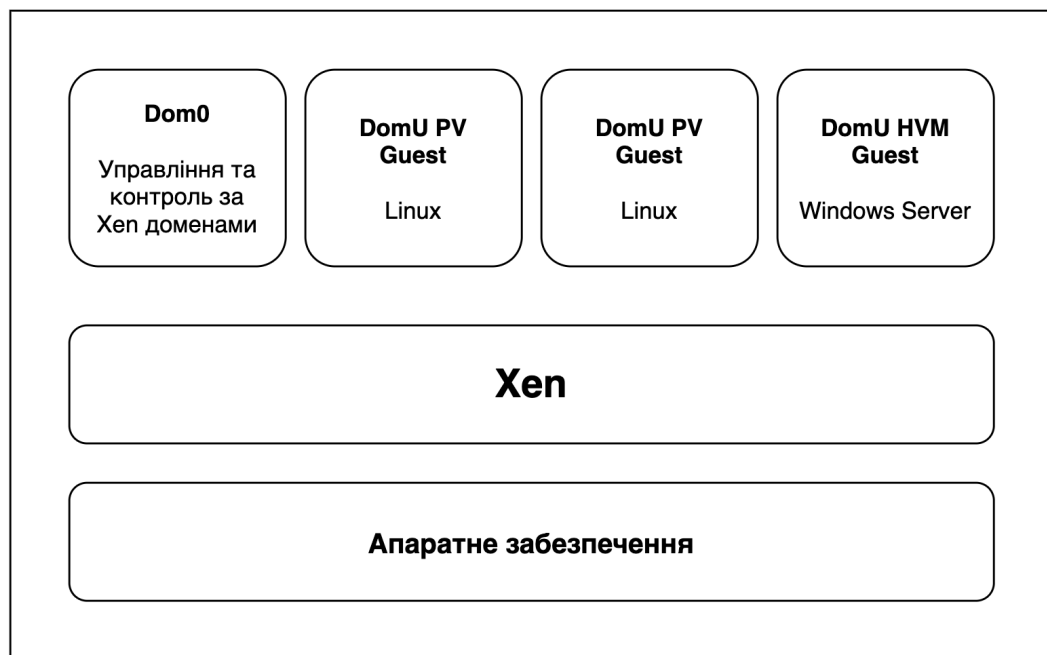 Dom0
Управління та
контроль за
Xen доменами
DomU PV
Guest
Linux
DomU PV
Guest
Linux
DomU HVM
Guest
Windows Server
Xen
Апаратне забезпечення